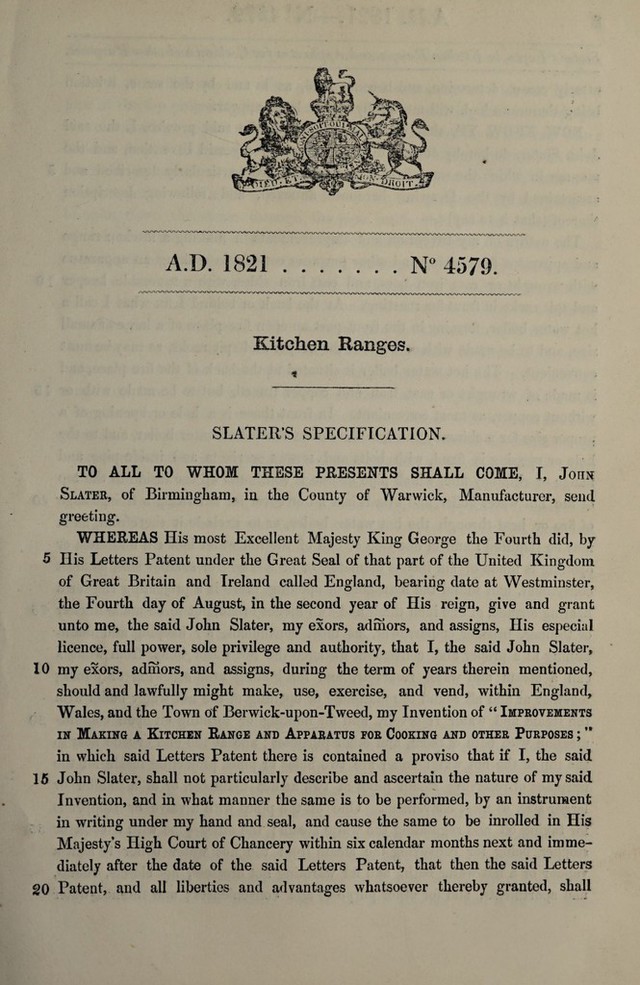 DIEU ET MON DROIT.
A.D. 1821 . . . . . . . . Nº 4579.
Kitchen Ranges.
SLATER'S SPECIFICATION.
TO ALL TO WHOM THESE PRESENTS SHALL COME, I, JOHN
SLATER, of Birmingham, in the County of Warwick, Manufacturer, send
greeting.
WHEREAS His most Excellent Majesty King George the Fourth did, by
5 His Letters Patent under the Great Seal of that part of the United Kingdom
of Great Britain and Ireland called England, bearing date at Westminster,
the Fourth day of August, in the second year of His reign, give and grant
unto me, the said John Slater, my exors, admors, and assigns, His especial
licence, full power, sole privilege and authority, that I, the said John Slater,
10 my exors, admors, and assigns, during the term of years therein mentioned,
should and lawfully might make, use, exercise, and vend, within England,
Wales, and the Town of Berwick-upon-Tweed, my Invention of "IMPROVEMENTS
IN MAKING A KITCHEN RANGE AND APPARATUS FOR COOKING AND OTHER PURPOSES;"
in which said Letters Patent there is contained a proviso that if I, the said
15 John Slater, shall not particularly describe and ascertain the nature of my said
Invention, and in what manner the same is to be performed, by an instrument
in writing under my hand and seal, and cause the same to be inrolled in His
Majesty's High Court of Chancery within six calendar months next and imme-
diately after the date of the said Letters Patent, that then the said Letters
20 Patent, and all liberties and advantages whatsoever thereby granted, shall